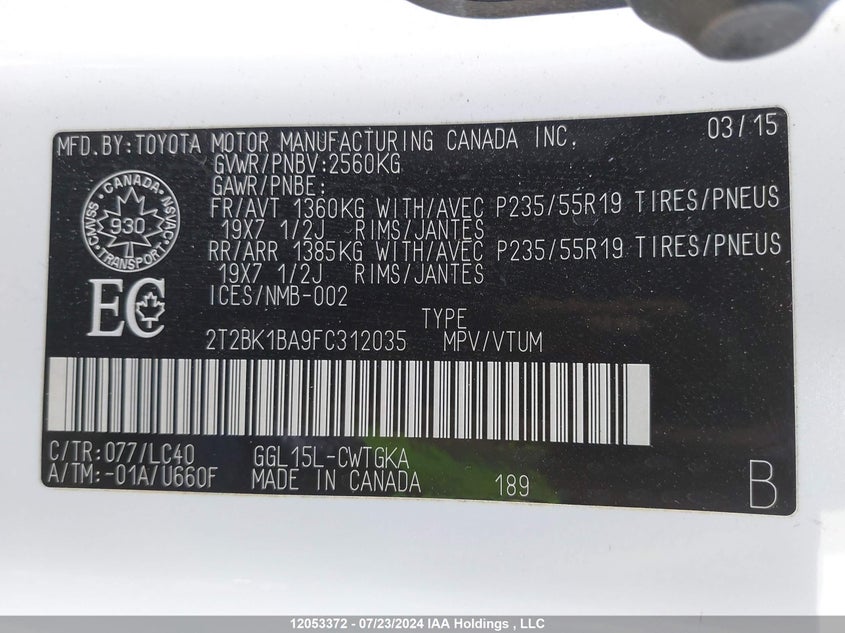 MFD.BY:TOYOTA MOTOR MANUFACTURING CANADA INC. 03/15
GVWR/PNBV:2560KG
GAWR/PNBE:
FR/AVT 1360KG WITH/AVEC P235/55R19 TIRES/PNEUS
19X7 1/2J RIMS/JANTES
RR/ARR 1385KG WITH/AVEC P235/55R19 TIRES/PNEUS
19X7 1/2J RIMS/JANTES
ICES/NMB-002
CANADA
CMVSS 930 NSVAC
TRANSPORT
EC
TYPE
2T2BK1BA9FC312035 MPV/VTUM
C/TR:077/LC40 GGL15L-CWTGKA
A/TM:-01A/U660F MADE IN CANADA 189
B
12053372 - 07/23/2024 IAA Holdings , LLC